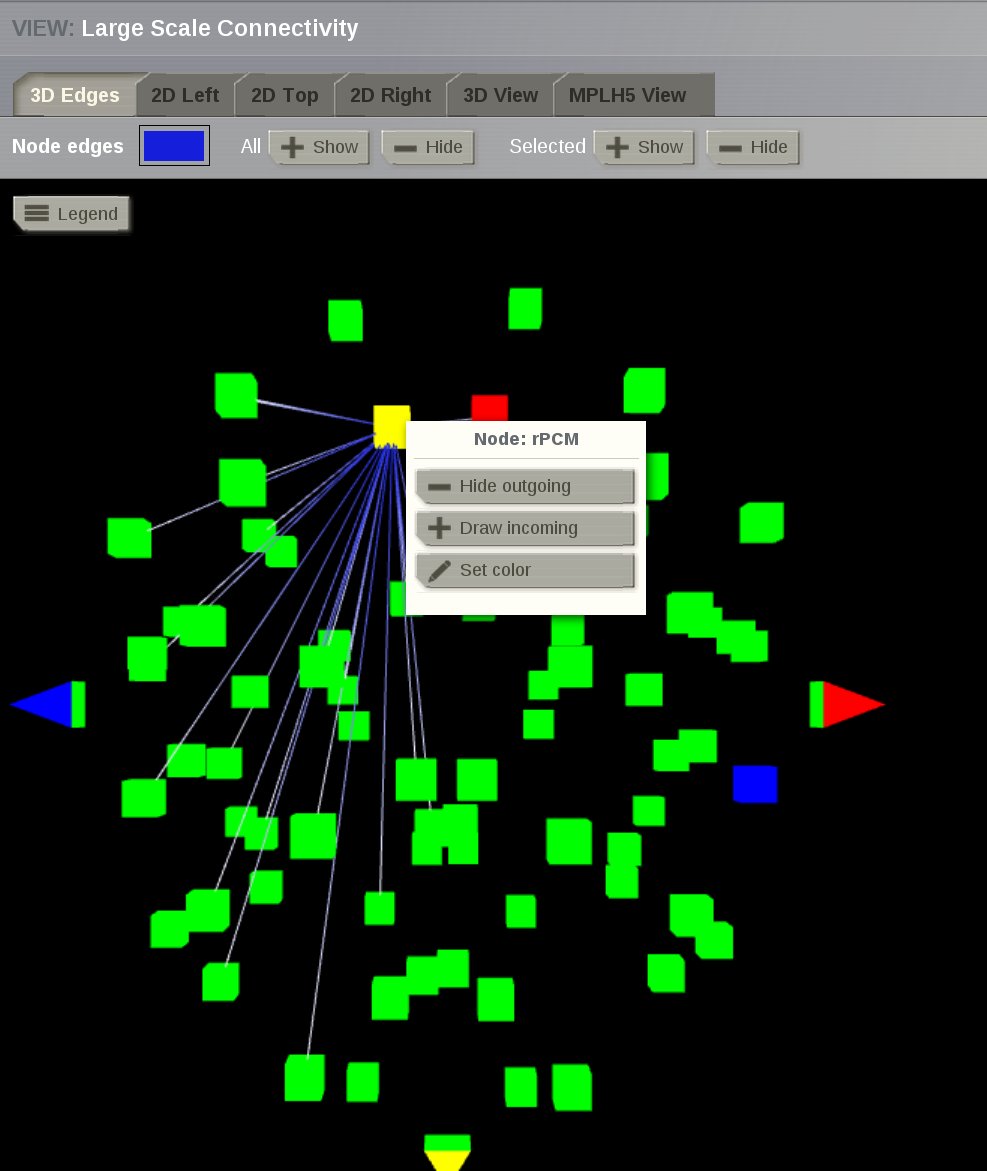 VIEW: Large Scale Connectivity
3D Edges 2D Left 2D Top 2D Right 3D View MPLH5 View
Node edges All Show Hide Selected Show Hide
Legend
Node: rPCM
Hide outgoing
Draw incoming
Set color